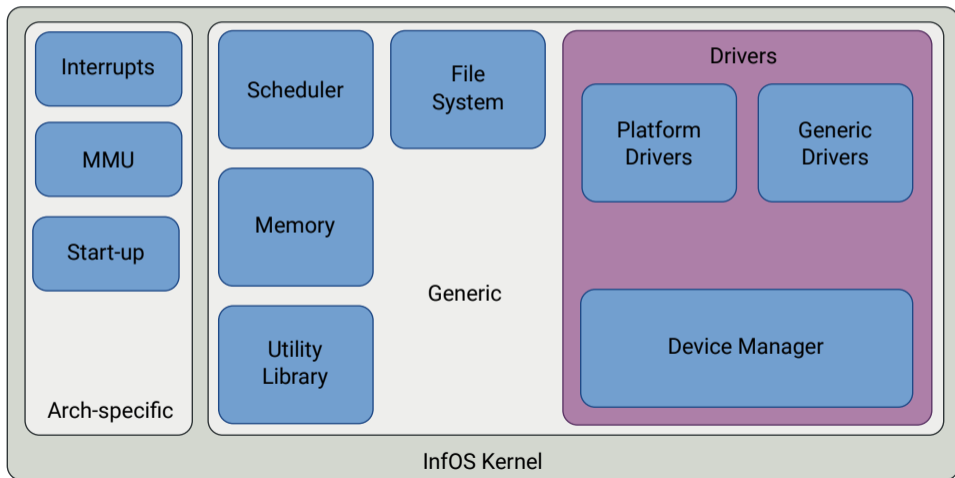 Interrupts
MMU
Start-up
Arch-specific
Scheduler
File
System
Memory
Generic
Utility
Library
Drivers
Platform
Drivers
Generic
Drivers
Device Manager
InfOS Kernel